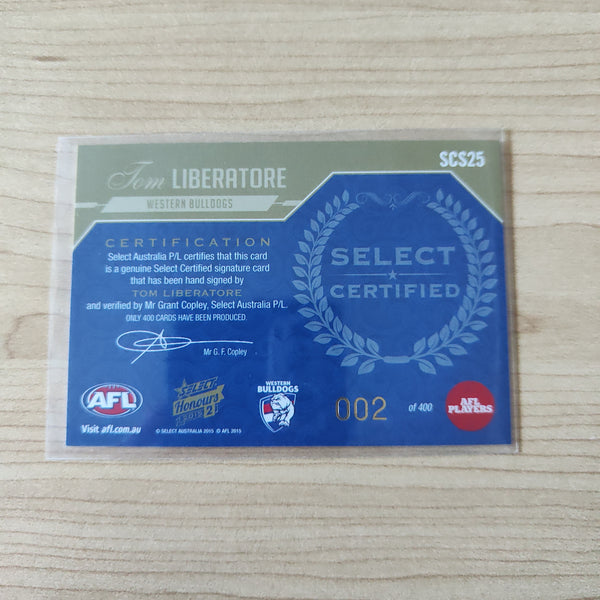 SCS25
Tom LIBERATORE
WESTERN BULLDOGS
CERTIFICATION
Select Australia P/L certifies that this card
is a genuine Select Certified signature card
that has been hand signed by
TOM LIBERATORE
and verified by Mr Grant Copley, Select Australia P/L.
ONLY 400 CARDS HAVE BEEN PRODUCED.
Mr G. F. Copley
SELECT
CERTIFIED
AFL
Visit afl.com.au
SELECT
Honours
2015
© SELECT AUSTRALIA 2015 © AFL 2015
WESTERN
BULLDOGS
002 of 400
AFL
PLAYERS